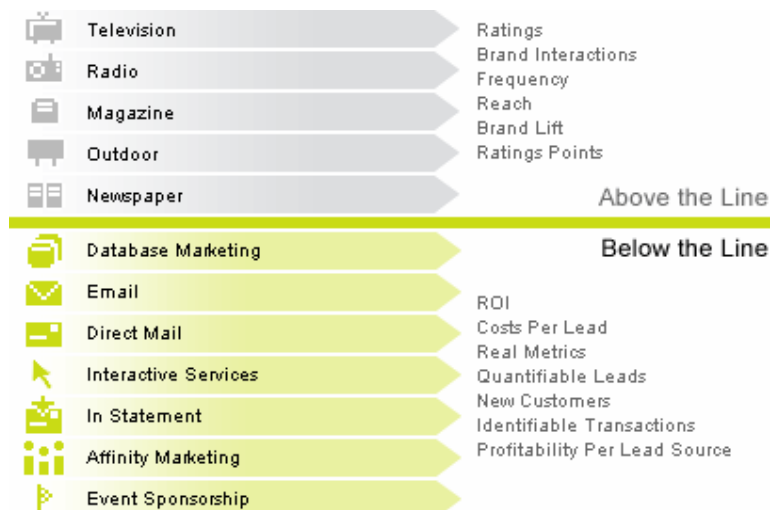 Television
Radio
Magazine
Outdoor
Newspaper
Ratings
Brand Interactions
Frequency
Reach
Brand Lift
Ratings Points
Above the Line
Below the Line
Database Marketing
Email
Direct Mail
Interactive Services
In Statement
Affinity Marketing
Event Sponsorship
ROI
Costs Per Lead
Real Metrics
Quantifiable Leads
New Customers
Identifiable Transactions
Profitability Per Lead Source